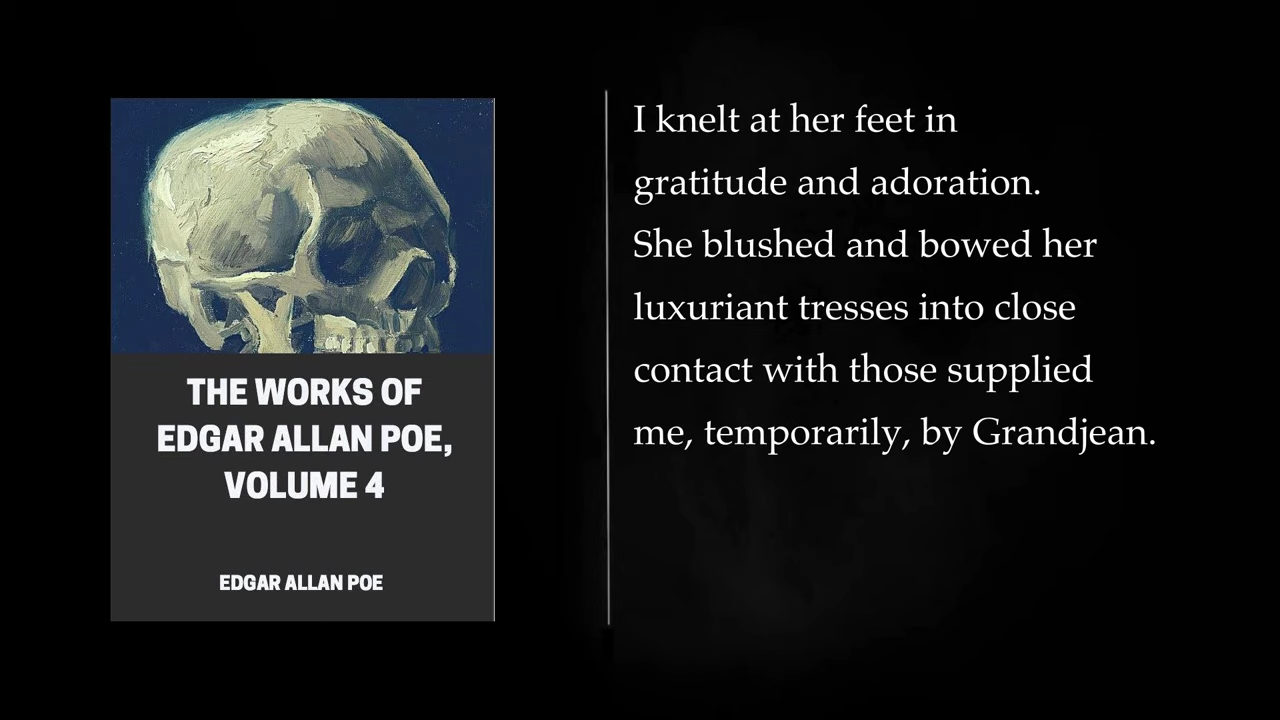 THE WORKS OF
EDGAR ALLAN POE,
VOLUME 4
EDGAR ALLAN POE
I knelt at her feet in
gratitude and adoration.
She blushed and bowed her
luxuriant tresses into close
contact with those supplied
me, temporarily, by Grandjean.